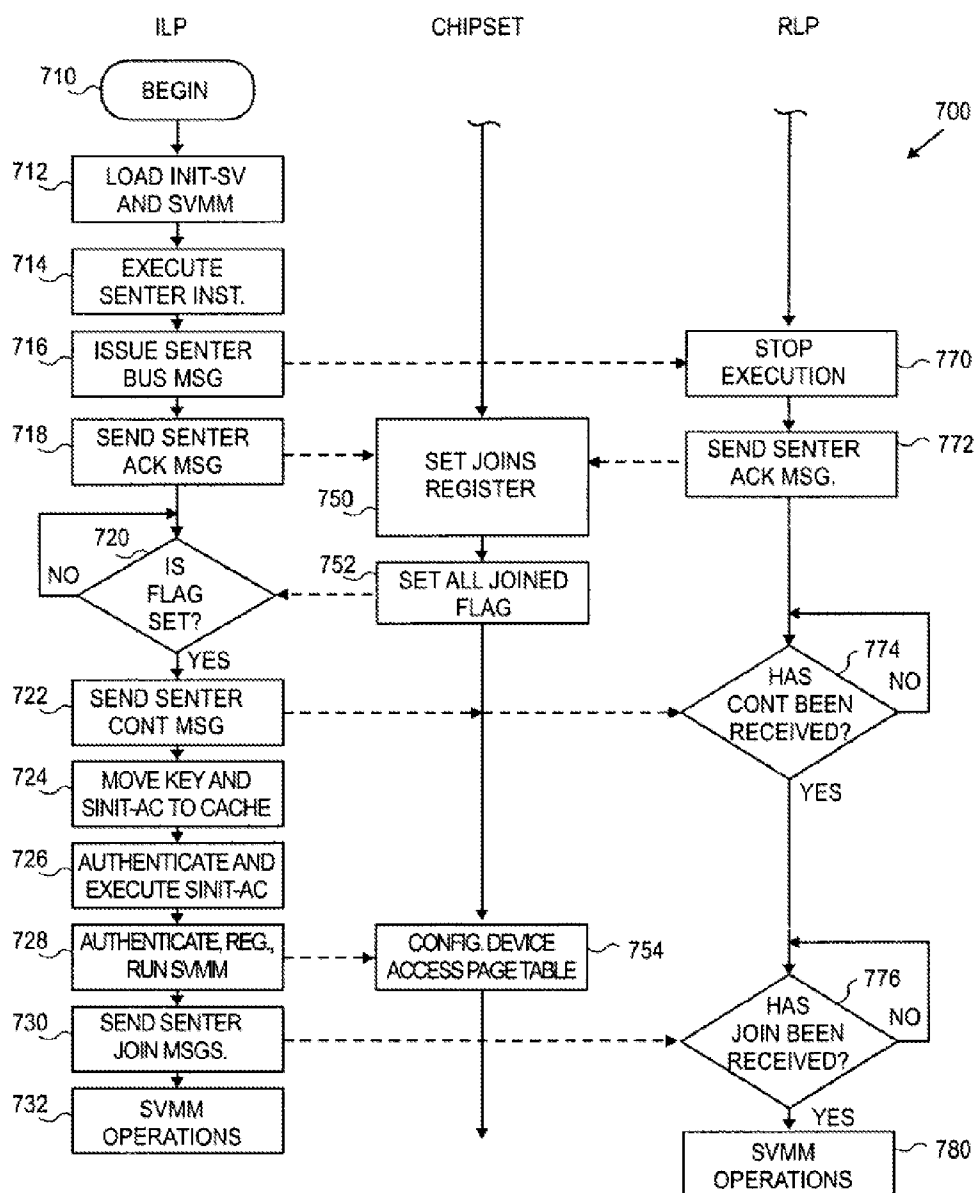 ILP
CHIPSET
RLP
700
710
BEGIN
712
LOAD INIT-SV
AND SVMM
714
EXECUTE
SENTER INST.
716
ISSUE SENTER
BUS MSG
STOP
EXECUTION
770
718
SEND SENTER
ACK MSG
SET JOINS
REGISTER
750
SEND SENTER
ACK MSG.
772
720
IS
FLAG
SET?
NO
YES
752
SET ALL JOINED
FLAG
774
HAS
CONT BEEN
RECEIVED?
NO
YES
722
SEND SENTER
CONT MSG
724
MOVE KEY AND
SINIT-AC TO CACHE
726
AUTHENTICATE AND
EXECUTE SINIT-AC
728
AUTHENTICATE, REG.,
RUN SVMM
CONFIG. DEVICE
ACCESS PAGE TABLE
754
776
HAS
JOIN BEEN
RECEIVED?
NO
YES
730
SEND SENTER
JOIN MSGS.
732
SVMM
OPERATIONS
SVMM
OPERATIONS
780